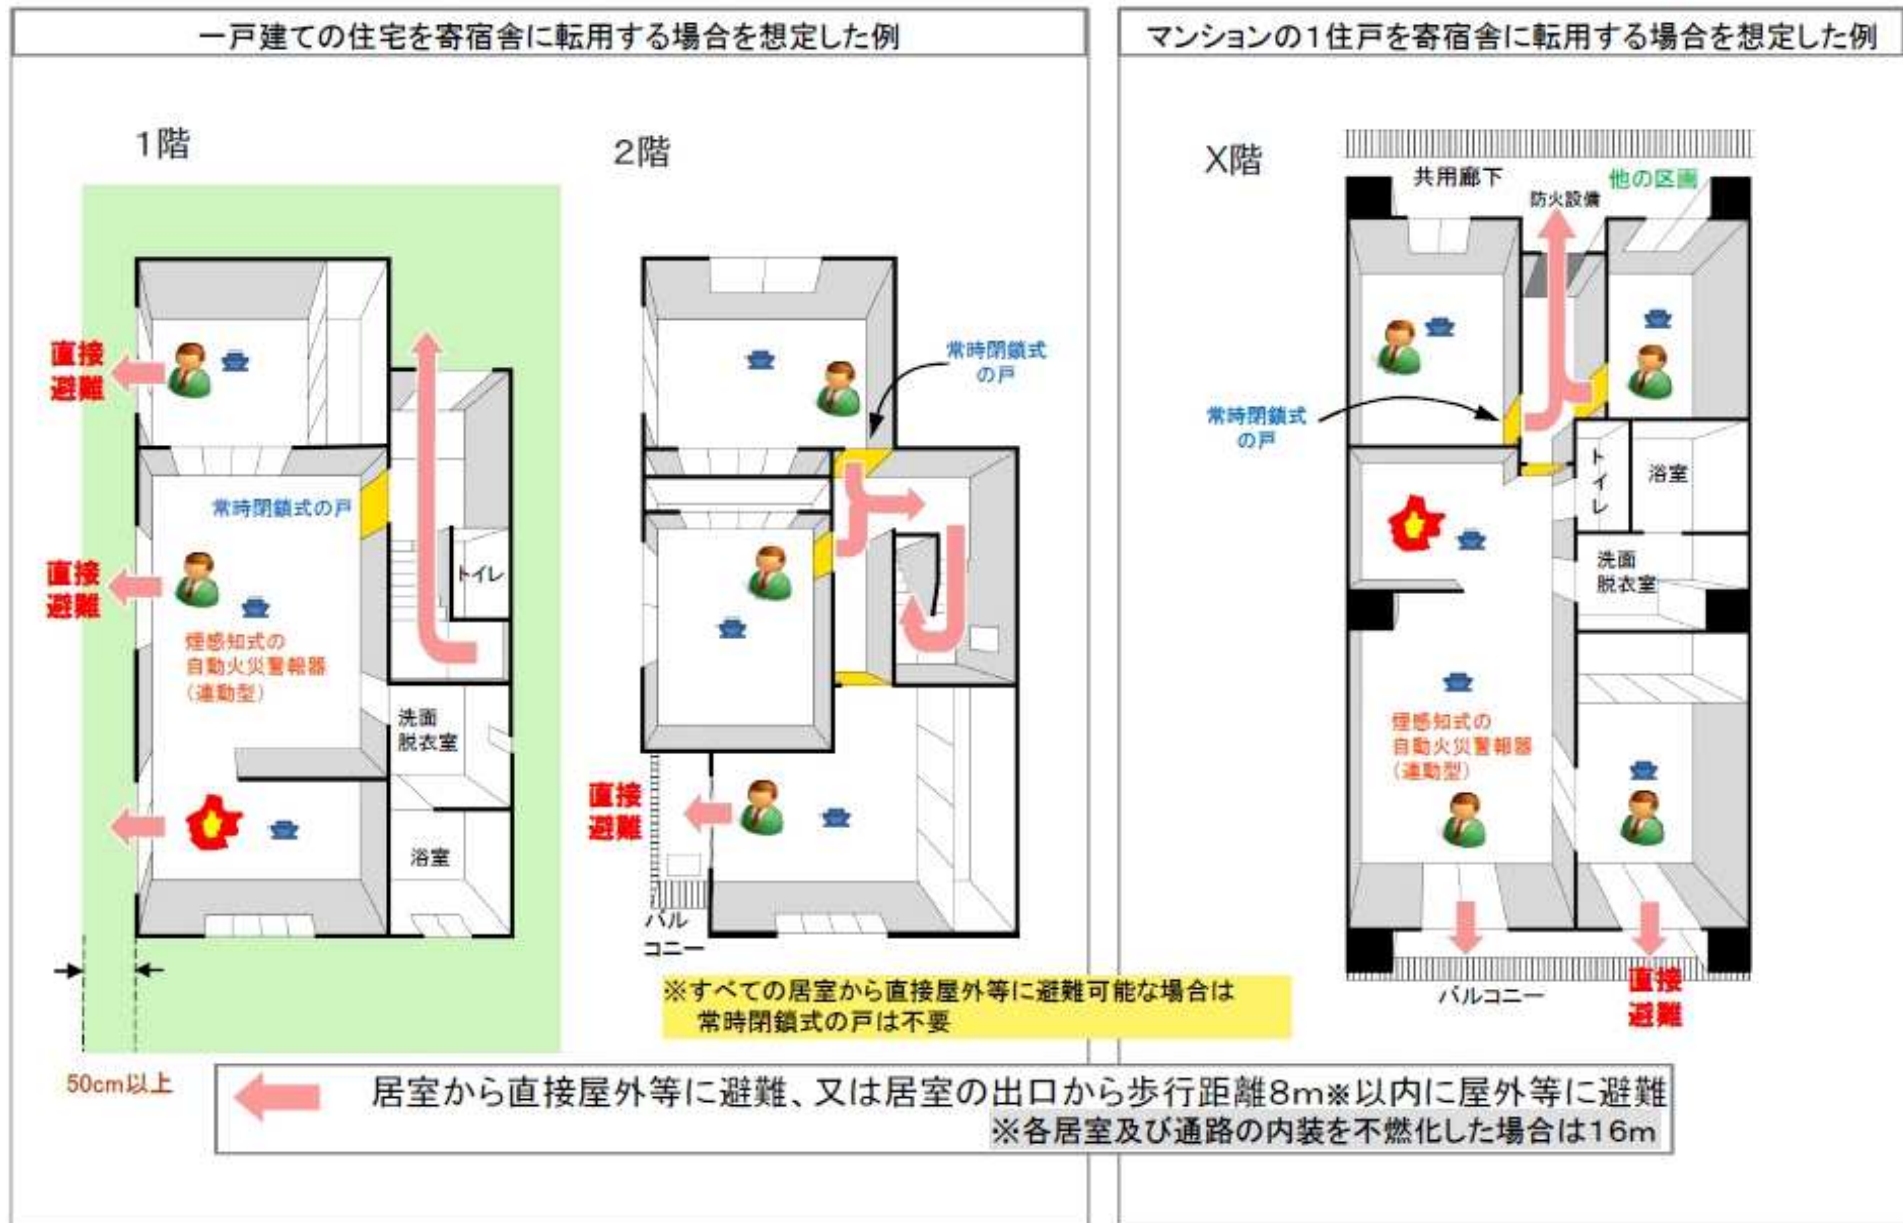 一戸建ての住宅を寄宿舎に転用する場合を想定した例
1階
2階
直接
避難
常時閉鎖式の戸
直接
避難
トイレ
煙感知式の
自動火災警報器
(連動型)
洗面
脱衣室
浴室
50cm以上
常時閉鎖式
の戸
直接
避難
バル
コニー
※すべての居室から直接屋外等に避難可能な場合は
常時閉鎖式の戸は不要
マンションの1住戸を寄宿舎に転用する場合を想定した例
X階
共用廊下
他の区画
防火設備
常時閉鎖式
の戸
トイレ
浴室
洗面
脱衣室
煙感知式の
自動火災警報器
(連動型)
バルコニー
直接
避難
居室から直接屋外等に避難、又は居室の出口から歩行距離8m※以内に屋外等に避難
※各居室及び通路の内装を不燃化した場合は16m